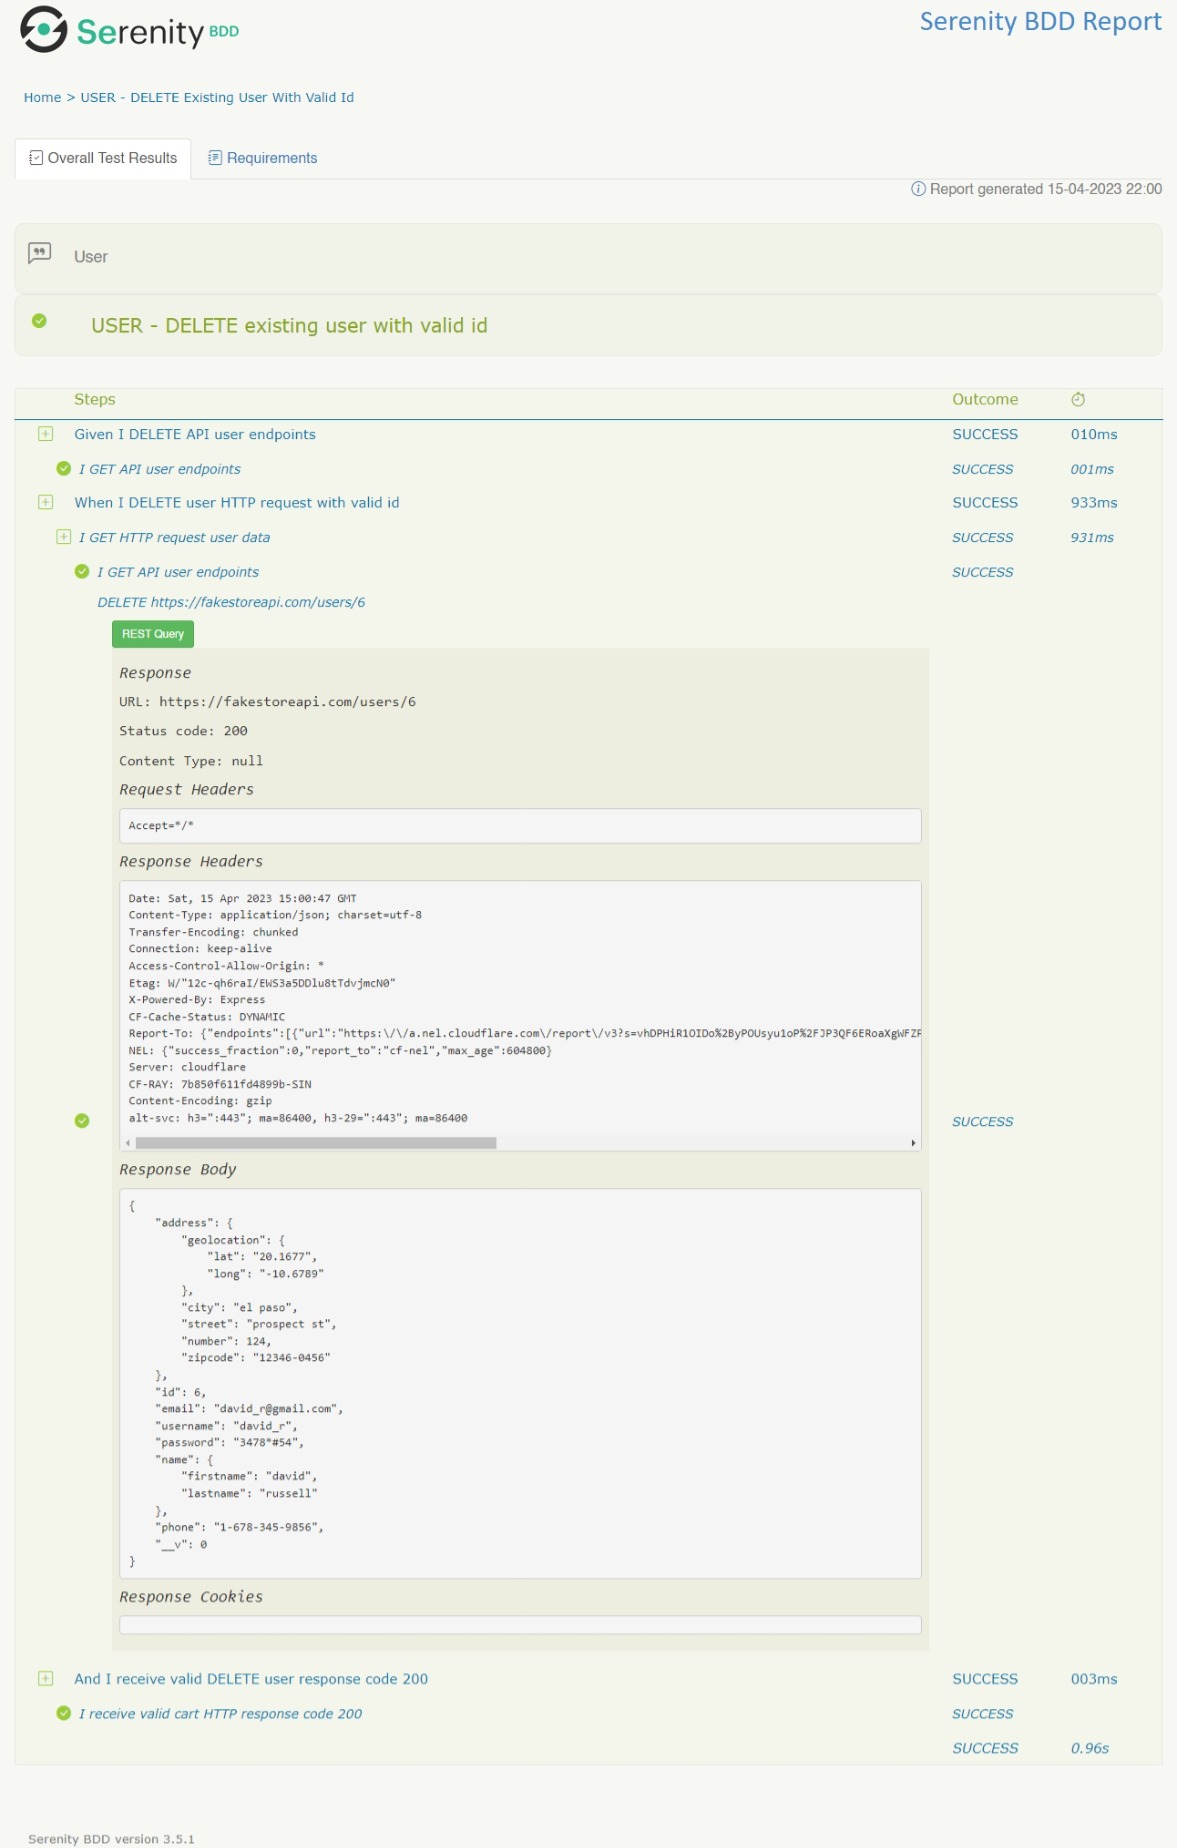 Serenity BDD
Serenity BDD Report
Home > USER - DELETE Existing User With Valid Id
Overall Test Results
Requirements
Report generated 15-04-2023 22:00
User
USER - DELETE existing user with valid id
Steps Outcome
Given I DELETE API user endpoints SUCCESS 010ms
I GET API user endpoints SUCCESS 001ms
When I DELETE user HTTP request with valid id SUCCESS 933ms
I GET HTTP request user data SUCCESS 931ms
I GET API user endpoints SUCCESS
DELETE https://fakestoreapi.com/users/6
REST Query
Response
URL: https://fakestoreapi.com/users/6
Status code: 200
Content Type: null
Request Headers
Accept=*/*
Response Headers
Date: Sat, 15 Apr 2023 15:00:47 GMT
Content-Type: application/json; charset=utf-8
Transfer-Encoding: chunked
Connection: keep-alive
Access-Control-Allow-Origin: *
Etag: W/"12c-qh6raI/EWS3a5DDlu8tTdvjmcN0"
X-Powered-By: Express
CF-Cache-Status: DYNAMIC
Report-To: {"endpoints":[{"url":"https:\/\/a.nel.cloudflare.com\/report\/v3?s=vhDPHiR1OIDo%2ByPOUsyu1oP%2FJP3QF6ERoaXgWFZF
NEL: {"success_fraction":0,"report_to":"cf-nel","max_age":604800}
Server: cloudflare
CF-RAY: 7b850f611fd4899b-SIN
Content-Encoding: gzip
alt-svc: h3=":443"; ma=86400, h3-29=":443"; ma=86400
SUCCESS
Response Body
{
"address": {
"geolocation": {
"lat": "20.1677",
"long": "-10.6789"
},
"city": "el paso",
"street": "prospect st",
"number": 124,
"zipcode": "12346-0456"
},
"id": 6,
"email": "david_r@gmail.com",
"username": "david_r",
"password": "3478*#54",
"name": {
"firstname": "david",
"lastname": "russell"
},
"phone": "1-678-345-9856",
"__v": 0
}
Response Cookies
And I receive valid DELETE user response code 200 SUCCESS 003ms
I receive valid cart HTTP response code 200 SUCCESS
SUCCESS 0.96s
Serenity BDD version 3.5.1